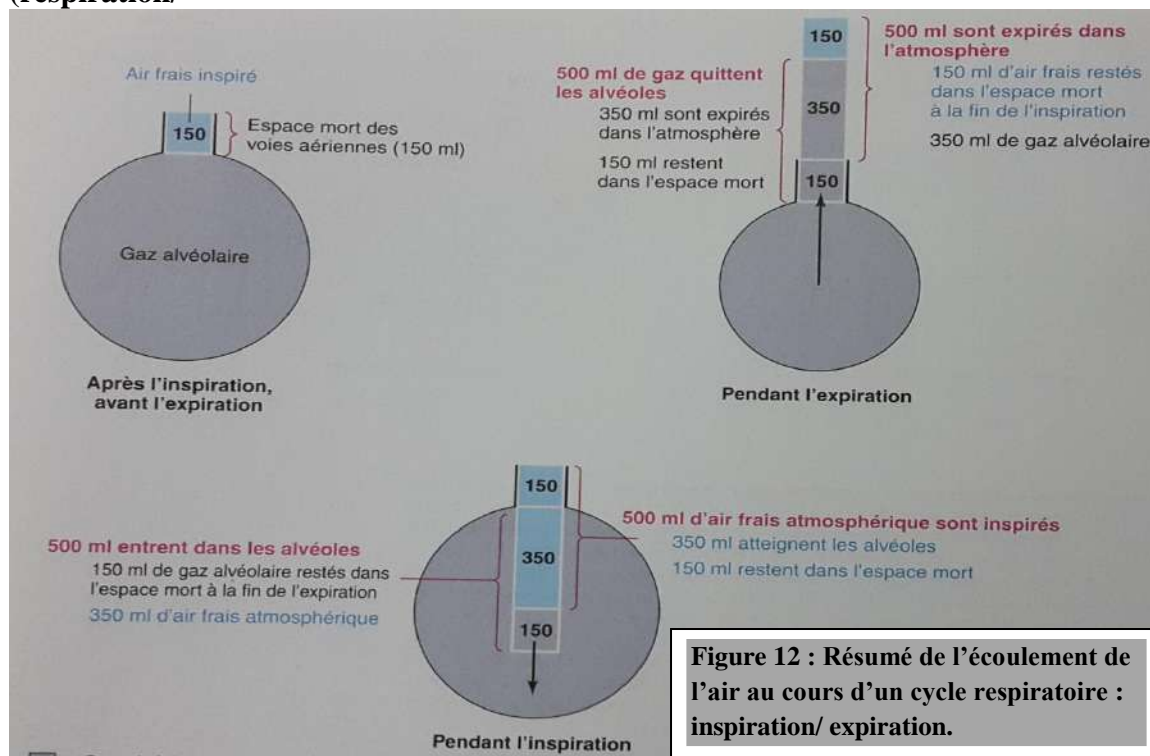 (respiration/
Air frais inspiré
150
Espace mort des
voies aériennes (150 ml)
Gaz alvéolaire
Après l'inspiration,
avant l'expiration
500 ml de gaz quittent
les alvéoles
350 ml sont expirés
dans l'atmosphère
150 ml restent
dans l'espace mort
150
350
150
500 ml sont expirés dans
l'atmosphère
150 ml d'air frais restés
dans l'espace mort
à la fin de l'inspiration
350 ml de gaz alvéolaire
Pendant l'expiration
500 ml entrent dans les alvéoles
150 ml de gaz alvéolaire restés dans
l'espace mort à la fin de l'expiration
350 ml d'air frais atmosphérique
150
350
150
500 ml d'air frais atmosphérique sont inspirés
350 ml atteignent les alvéoles
150 ml restent dans l'espace mort
Pendant l'inspiration
Figure 12 : Résumé de l'écoulement de
l'air au cours d'un cycle respiratoire :
inspiration/ expiration.